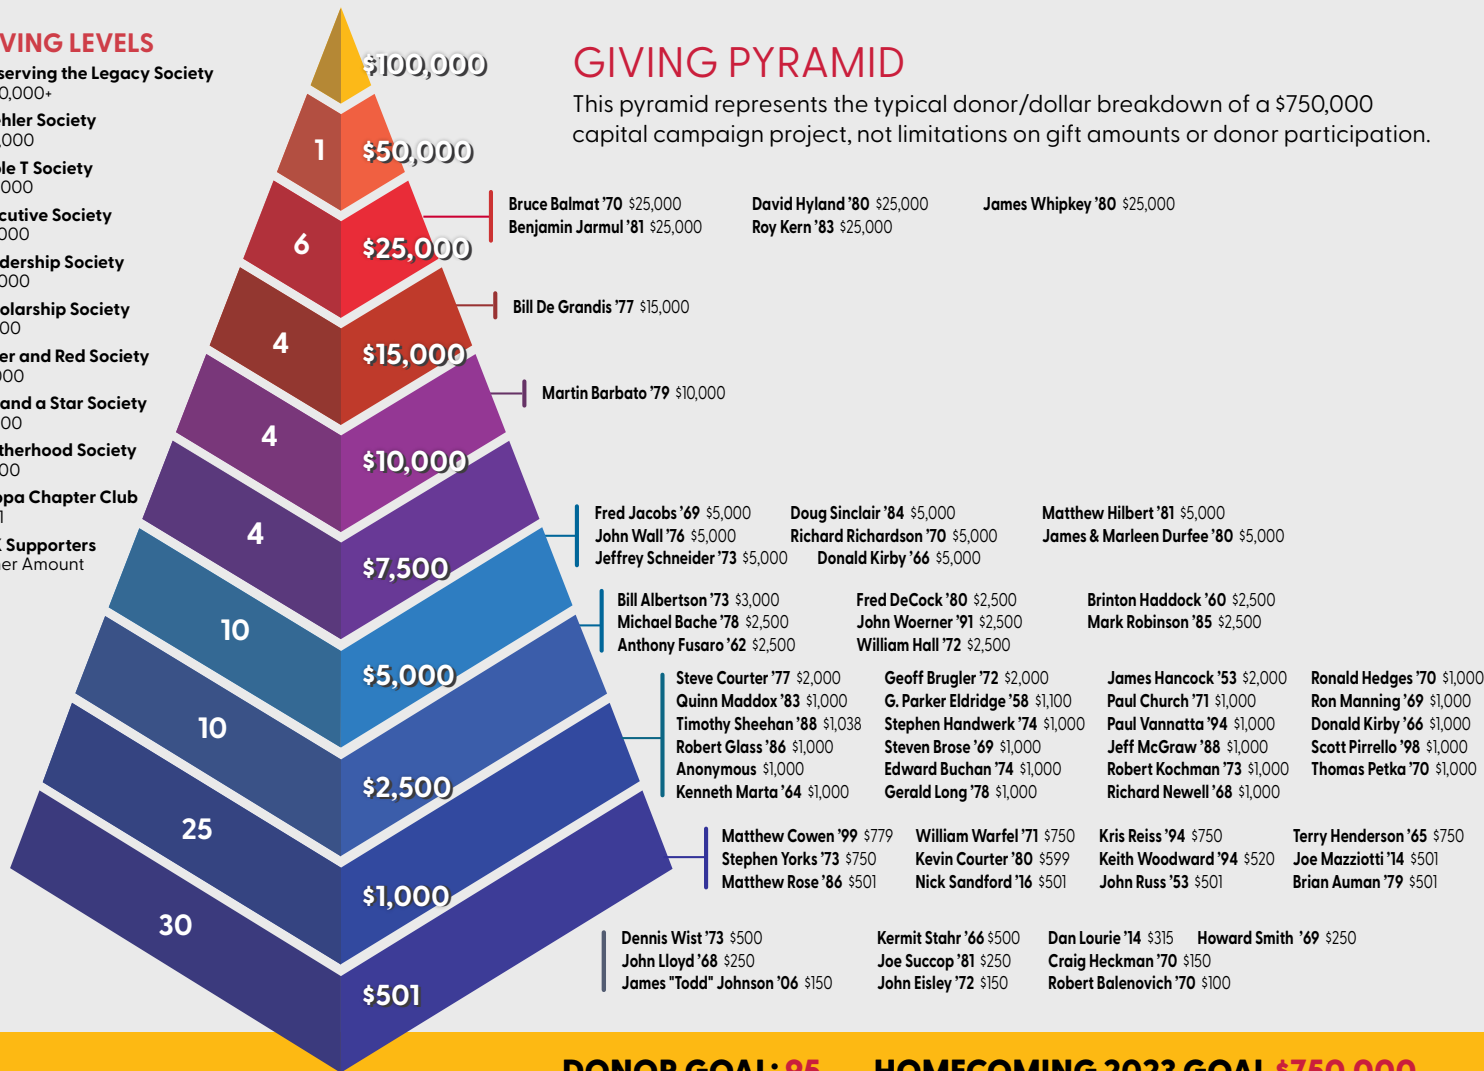 VING LEVELS
serving the Legacy Society
0,000+
hler Society
,000
le T Society
000
cutive Society
000
dership Society
000
olarship Society
00
er and Red Society
000
and a Star Society
00
therhood Society
00
opa Chapter Club
1
K Supporters
er Amount
$100,000
1 $50,000
6 $25,000
4 $15,000
4 $10,000
4 $7,500
10 $5,000
10 $2,500
25 $1,000
30 $501
GIVING PYRAMID
This pyramid represents the typical donor/dollar breakdown of a $750,000
capital campaign project, not limitations on gift amounts or donor participation.
Bruce Balmat ’70 $25,000 David Hyland ’80 $25,000 James Whipkey ’80 $25,000
Benjamin Jarmul ’81 $25,000 Roy Kern ’83 $25,000
Bill De Grandis ’77 $15,000
Martin Barbato ’79 $10,000
Fred Jacobs ’69 $5,000 Doug Sinclair ’84 $5,000 Matthew Hilbert ’81 $5,000
John Wall ’76 $5,000 Richard Richardson ’70 $5,000 James & Marleen Durfee ’80 $5,000
Jeffrey Schneider ’73 $5,000 Donald Kirby ’66 $5,000
Bill Albertson ’73 $3,000 Fred DeCock ’80 $2,500 Brinton Haddock ’60 $2,500
Michael Bache ’78 $2,500 John Woerner ’91 $2,500 Mark Robinson ’85 $2,500
Anthony Fusaro ’62 $2,500 William Hall ’72 $2,500
Steve Courter ’77 $2,000 Geoff Brugler ’72 $2,000 James Hancock ’53 $2,000 Ronald Hedges ’70 $1,000
Quinn Maddox ’83 $1,000 G. Parker Eldridge ’58 $1,100 Paul Church ’71 $1,000 Ron Manning ’69 $1,000
Timothy Sheehan ’88 $1,038 Stephen Handwerk ’74 $1,000 Paul Vannatta ’94 $1,000 Donald Kirby ’66 $1,000
Robert Glass ’86 $1,000 Steven Brose ’69 $1,000 Jeff McGraw ’88 $1,000 Scott Pirrello ’98 $1,000
Anonymous $1,000 Edward Buchan ’74 $1,000 Robert Kochman ’73 $1,000 Thomas Petka ’70 $1,000
Kenneth Marta ’64 $1,000 Gerald Long ’78 $1,000 Richard Newell ’68 $1,000
Matthew Cowen ’99 $779 William Warfel ’71 $750 Kris Reiss ’94 $750 Terry Henderson ’65 $750
Stephen Yorks ’73 $750 Kevin Courter ’80 $599 Keith Woodward ’94 $520 Joe Mazziotti ’14 $501
Matthew Rose ’86 $501 Nick Sandford ’16 $501 John Russ ’53 $501 Brian Auman ’79 $501
Dennis Wist ’73 $500 Kermit Stahr ’66 $500 Dan Lourie ’14 $315 Howard Smith ’69 $250
John Lloyd ’68 $250 Joe Succop ’81 $250 Craig Heckman ’70 $150
James "Todd" Johnson ’06 $150 John Eisley ’72 $150 Robert Balenovich ’70 $100
DONOR GOAL: 95 HOMECOMING 2023 GOAL $750,000